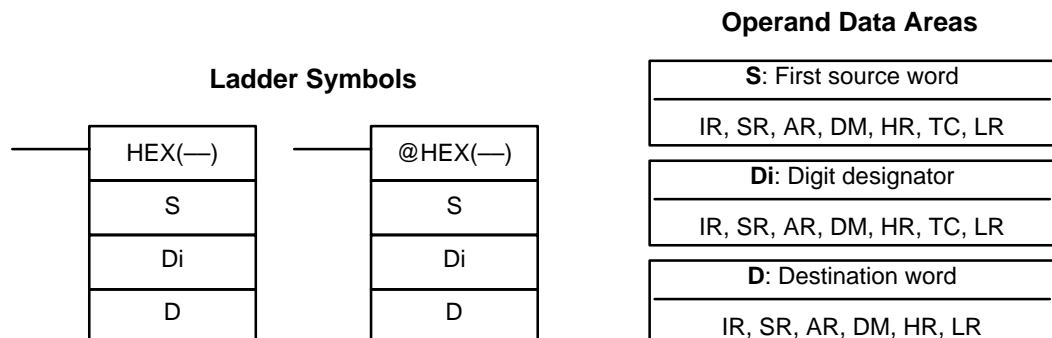 Operand Data Areas
Ladder Symbols
S: First source word
IR, SR, AR, DM, HR, TC, LR
HEX(—)
@HEX(—)
S
S
Di: Digit designator
IR, SR, AR, DM, HR, TC, LR
Di
Di
D: Destination word
D
D
IR, SR, AR, DM, HR, LR